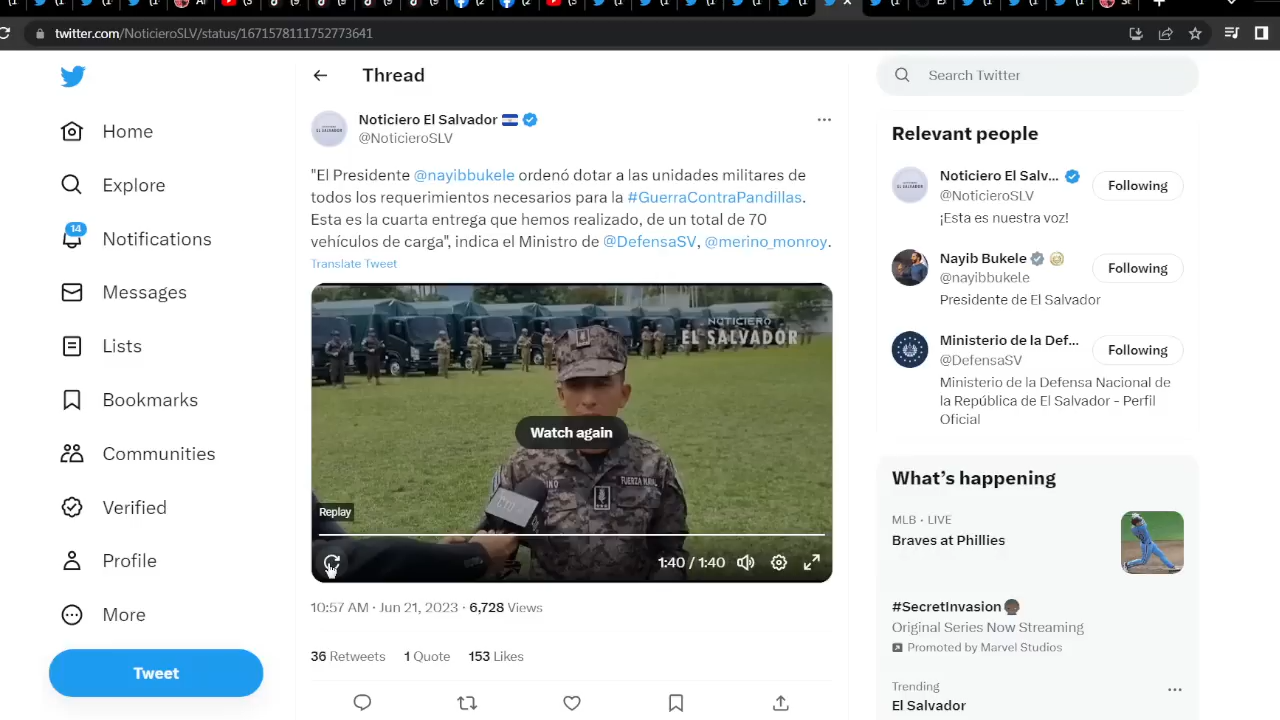 twitter.com/NoticieroSLV/status/1671578111752773641
Home
Explore
14
Notifications
Messages
Lists
Bookmarks
Communities
Verified
Profile
More
Tweet
Thread
Noticiero El Salvador
@NoticieroSLV
"El Presidente @nayibbukele ordenó dotar a las unidades militares de
todos los requerimientos necesarios para la #GuerraContraPandillas.
Esta es la cuarta entrega que hemos realizado, de un total de 70
vehículos de carga", indica el Ministro de @DefensaSV, @merino_monroy.
Translate Tweet
NOTICIERO
EL SALVADOR
Watch again
FUERZA NAVAL
Replay
1:40 / 1:40
10:57 AM · Jun 21, 2023 · 6,728 Views
36 Retweets 1 Quote 153 Likes
Search Twitter
Relevant people
Noticiero El Salv...
@NoticieroSLV
Following
¡Esta es nuestra voz!
Nayib Bukele
@nayibbukele
Following
Presidente de El Salvador
Ministerio de la Def...
@DefensaSV
Following
Ministerio de la Defensa Nacional de
la República de El Salvador - Perfil
Oficial
What's happening
MLB · LIVE
Braves at Phillies
#SecretInvasion
Original Series Now Streaming
Promoted by Marvel Studios
Trending
El Salvador